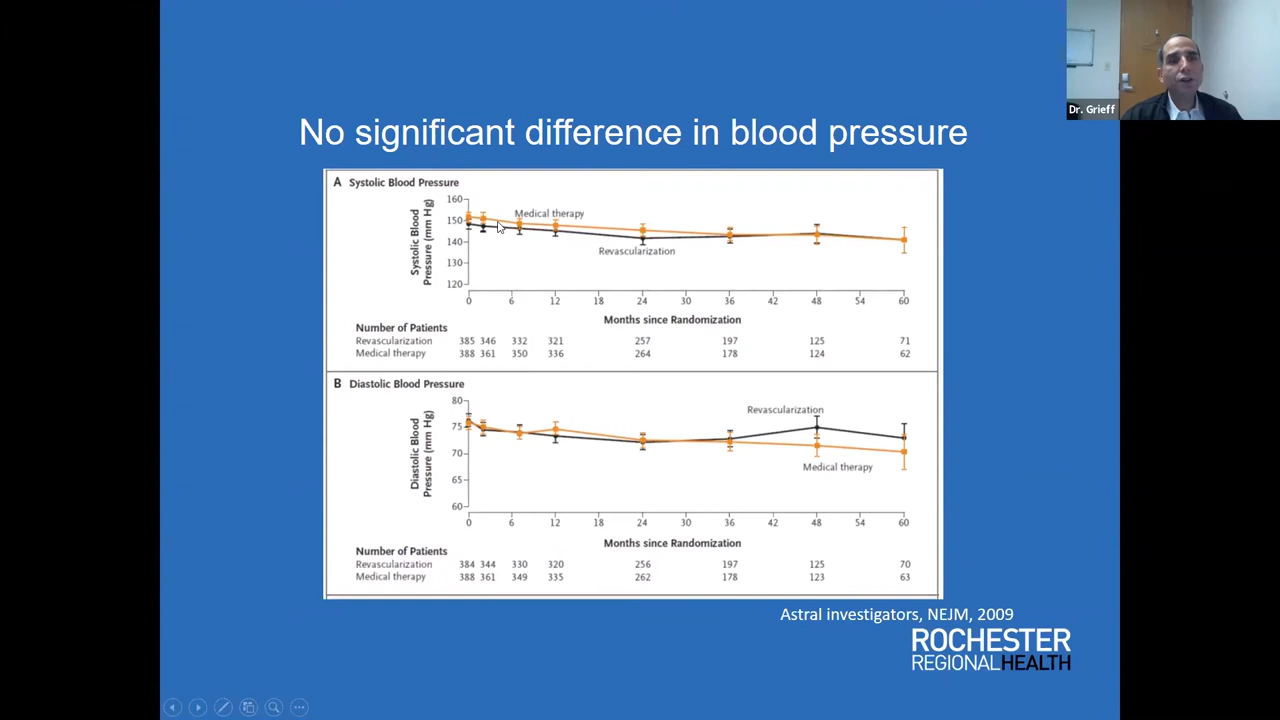 Dr. Grieff
No significant difference in blood pressure
A Systolic Blood Pressure
Systolic Blood
Pressure (mm Hg)
160
150
140
130
120
Medical therapy
Revascularization
0 6 12 18 24 30 36 42 48 54 60
Months since Randomization
Number of Patients
Revascularization 385 346 332 321 257 197 125 71
Medical therapy 388 361 350 336 264 178 124 62
B Diastolic Blood Pressure
Diastolic Blood
Pressure (mm Hg)
80
75
70
65
60
Revascularization
Medical therapy
0 6 12 18 24 30 36 42 48 54 60
Months since Randomization
Number of Patients
Revascularization 384 344 330 320 256 197 125 70
Medical therapy 388 361 349 335 262 178 123 63
Astral investigators, NEJM, 2009
ROCHESTER
REGIONALHEALTH